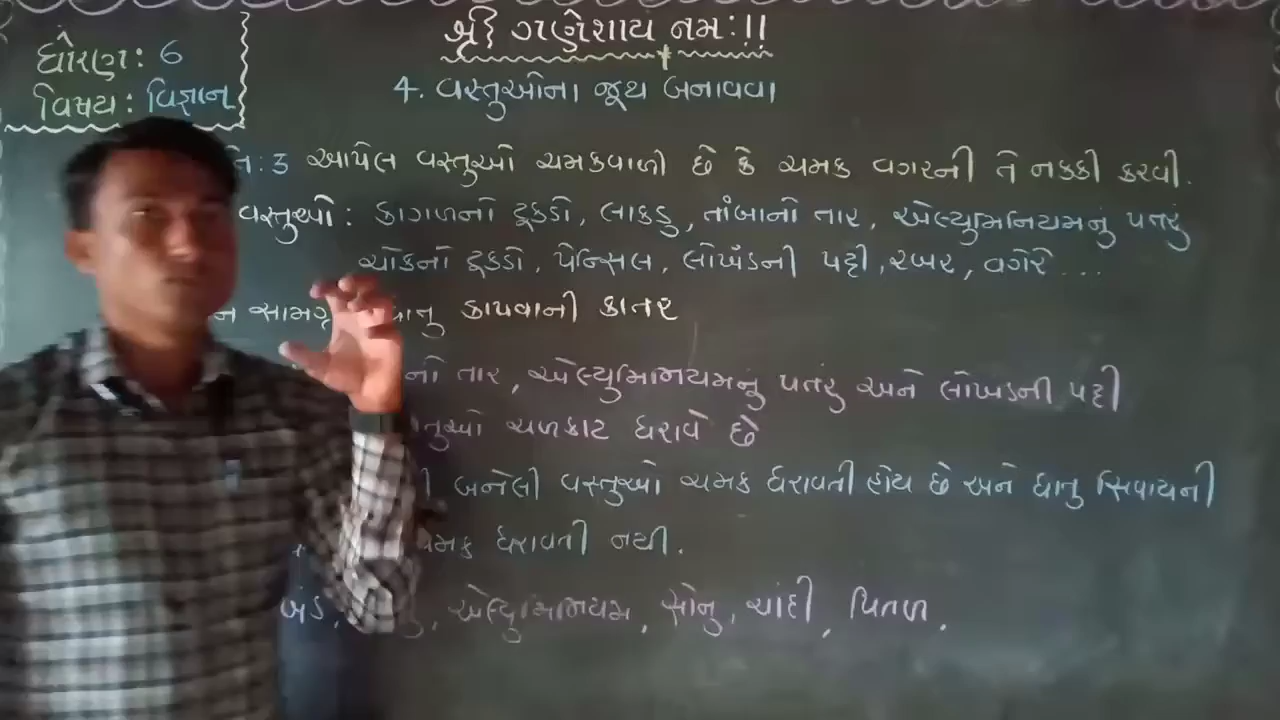 શ્રી ગણેશાય નમઃ!!
ધોરણ: 6
વિષય: વિજ્ઞાન
4. વસ્તુઓના જૂથ બનાવવા
:3 આપેલ વસ્તુઓ ચમકવાળી છે કે ચમક વગરની તે નક્કી કરવી.
વસ્તુઓ: કાગળનો ટૂકડો, લાકડુ, તાંબાનો તાર, એલ્યુમિનિયમનું પતરું
ચોકનો ટૂકડો, પેન્સિલ, લોખંડની પટ્ટી, રબર, વગેરે....
કાપવાની કાતર
તાર, એલ્યુમિનિયમનું પતરું અને લોખંડની પટ્ટી
ચળકાટ ધરાવે છે
બનેલી વસ્તુઓ ચમક ધરાવતી હોય છે અને ધાતુ સિવાયની
ધરાવતી નથી.
એલ્યુમિનિયમ, સોનુ, ચાંદી, પિતળ,